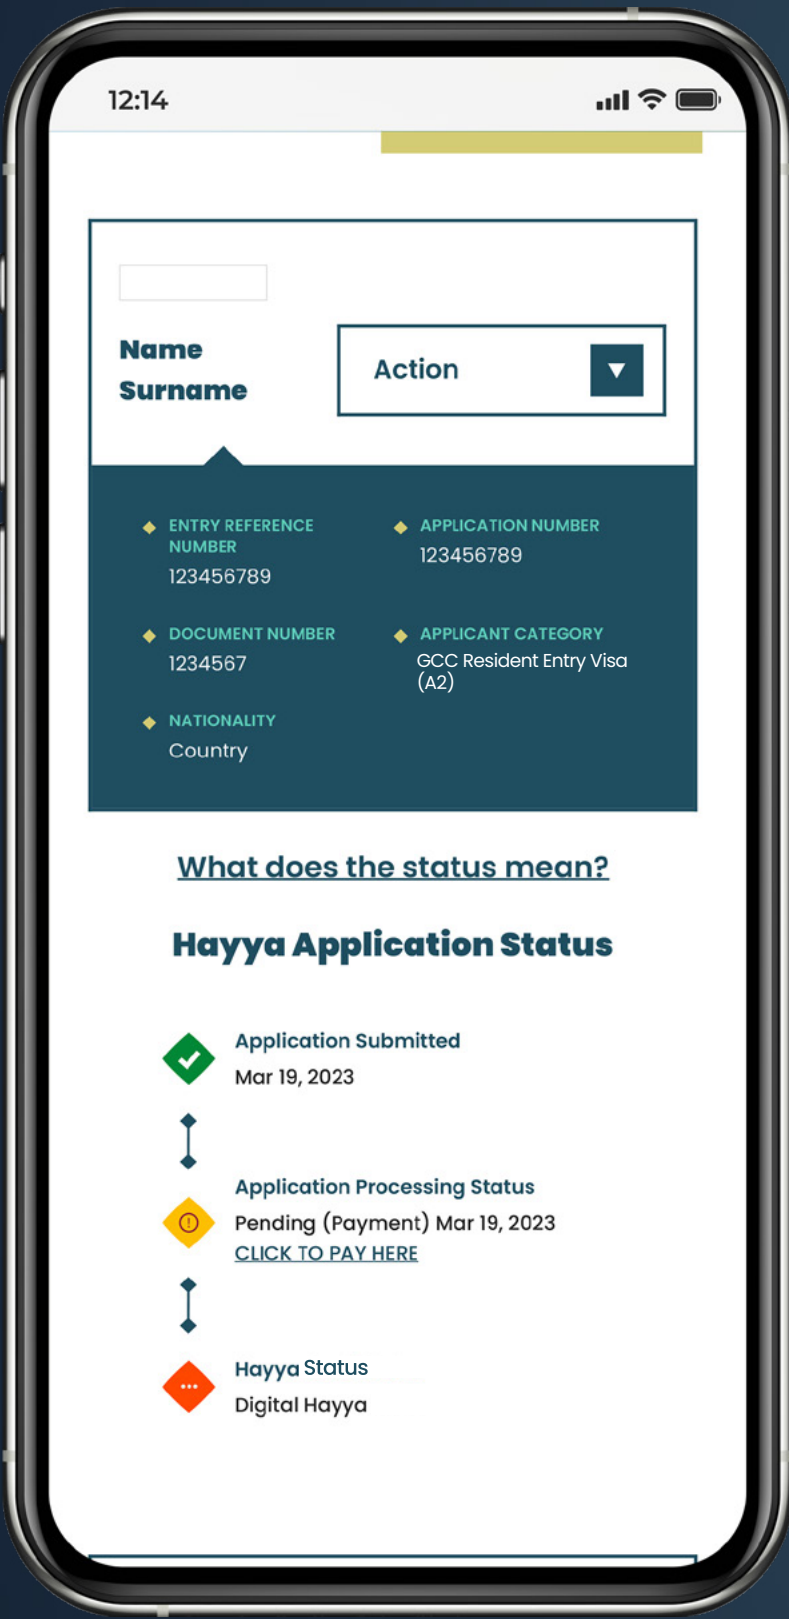 12:14
Name
Surname
Action
ENTRY REFERENCE
NUMBER
123456789
APPLICATION NUMBER
123456789
DOCUMENT NUMBER
1234567
APPLICANT CATEGORY
GCC Resident Entry Visa
(A2)
NATIONALITY
Country
What does the status mean?
Hayya Application Status
Application Submitted
Mar 19, 2023
Application Processing Status
Pending (Payment) Mar 19, 2023
CLICK TO PAY HERE
Hayya Status
Digital Hayya